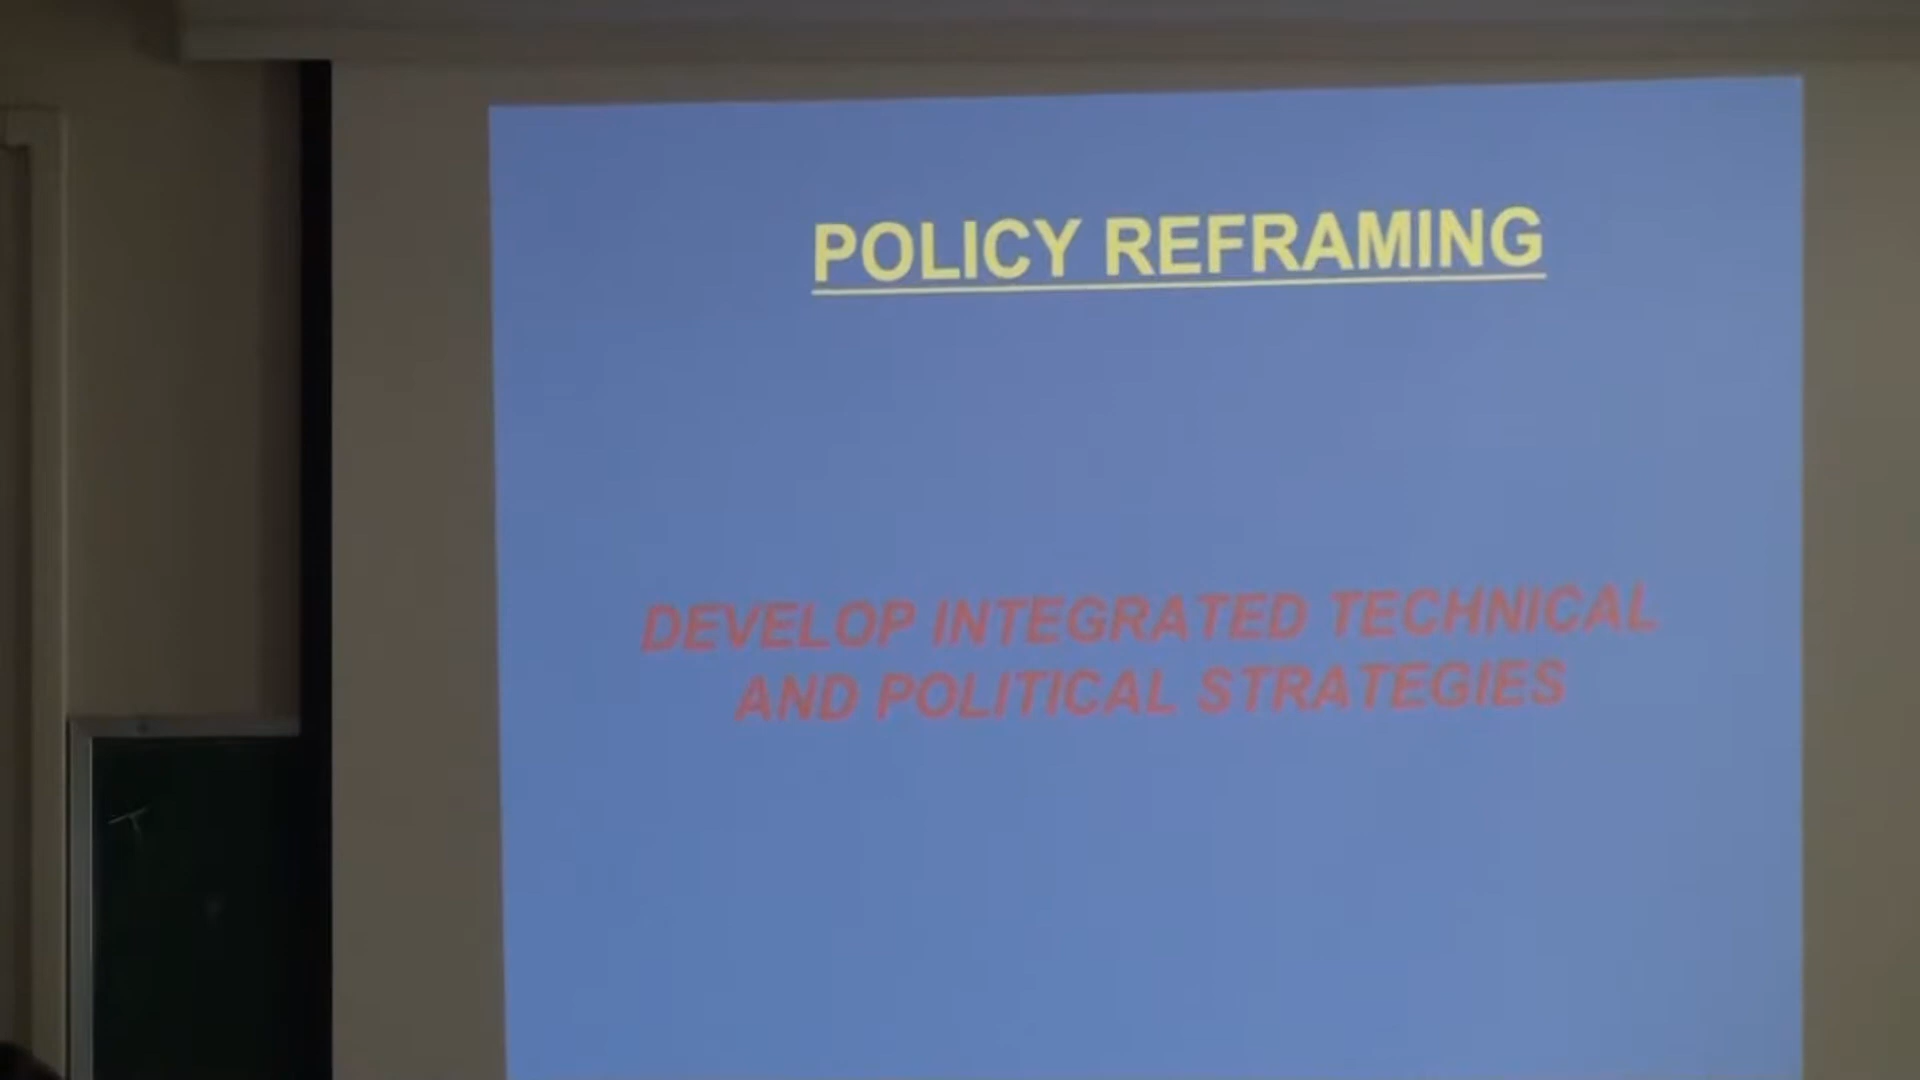 POLICY REFRAMING
DEVELOP INTEGRATED TECHNICAL
AND POLITICAL STRATEGIES